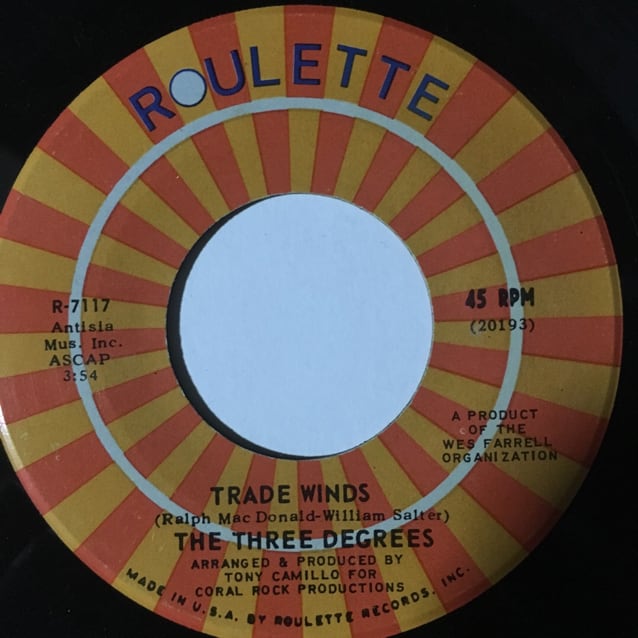 ROULETTE
R-7117
Antisia
Mus. Inc.
ASCAP
3:54
45 RPM
(20193)
A PRODUCT
OF THE
WES FARRELL
ORGANIZATION
TRADE WINDS
(Ralph Mac Donald-William Salter)
THE THREE DEGREES
ARRANGED & PRODUCED BY
TONY CAMILLO FOR
CORAL ROCK PRODUCTIONS
MADE IN U.S.A. BY ROULETTE RECORDS, INC.